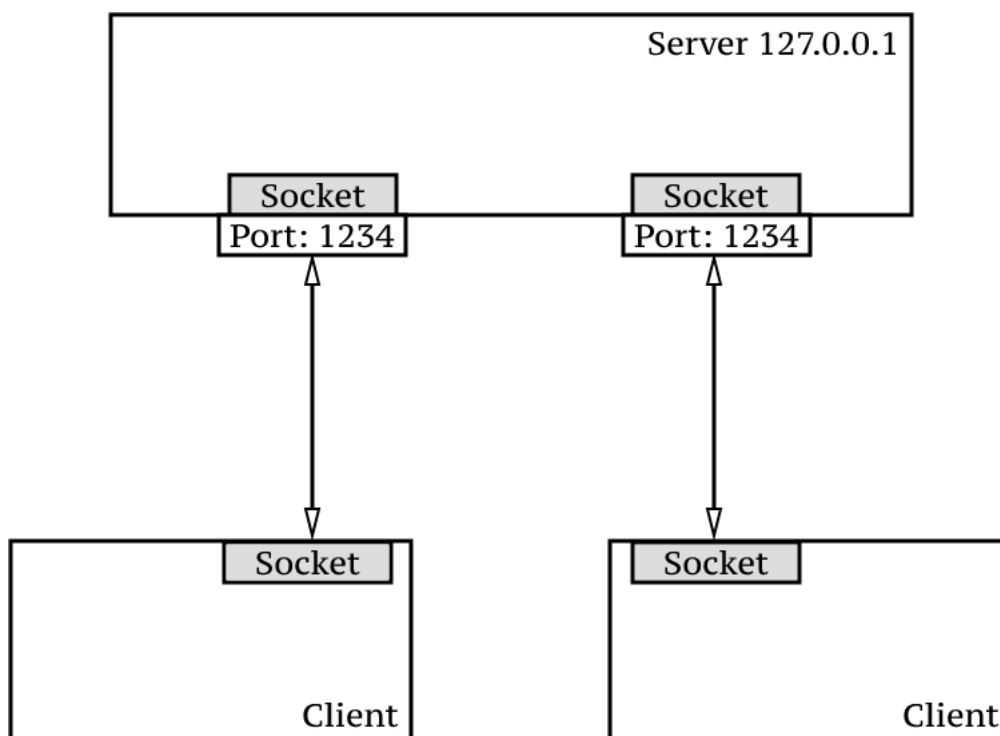 Server 127.0.0.1
Socket
Socket
Port: 1234
Port: 1234
Socket
Socket
Client
Client